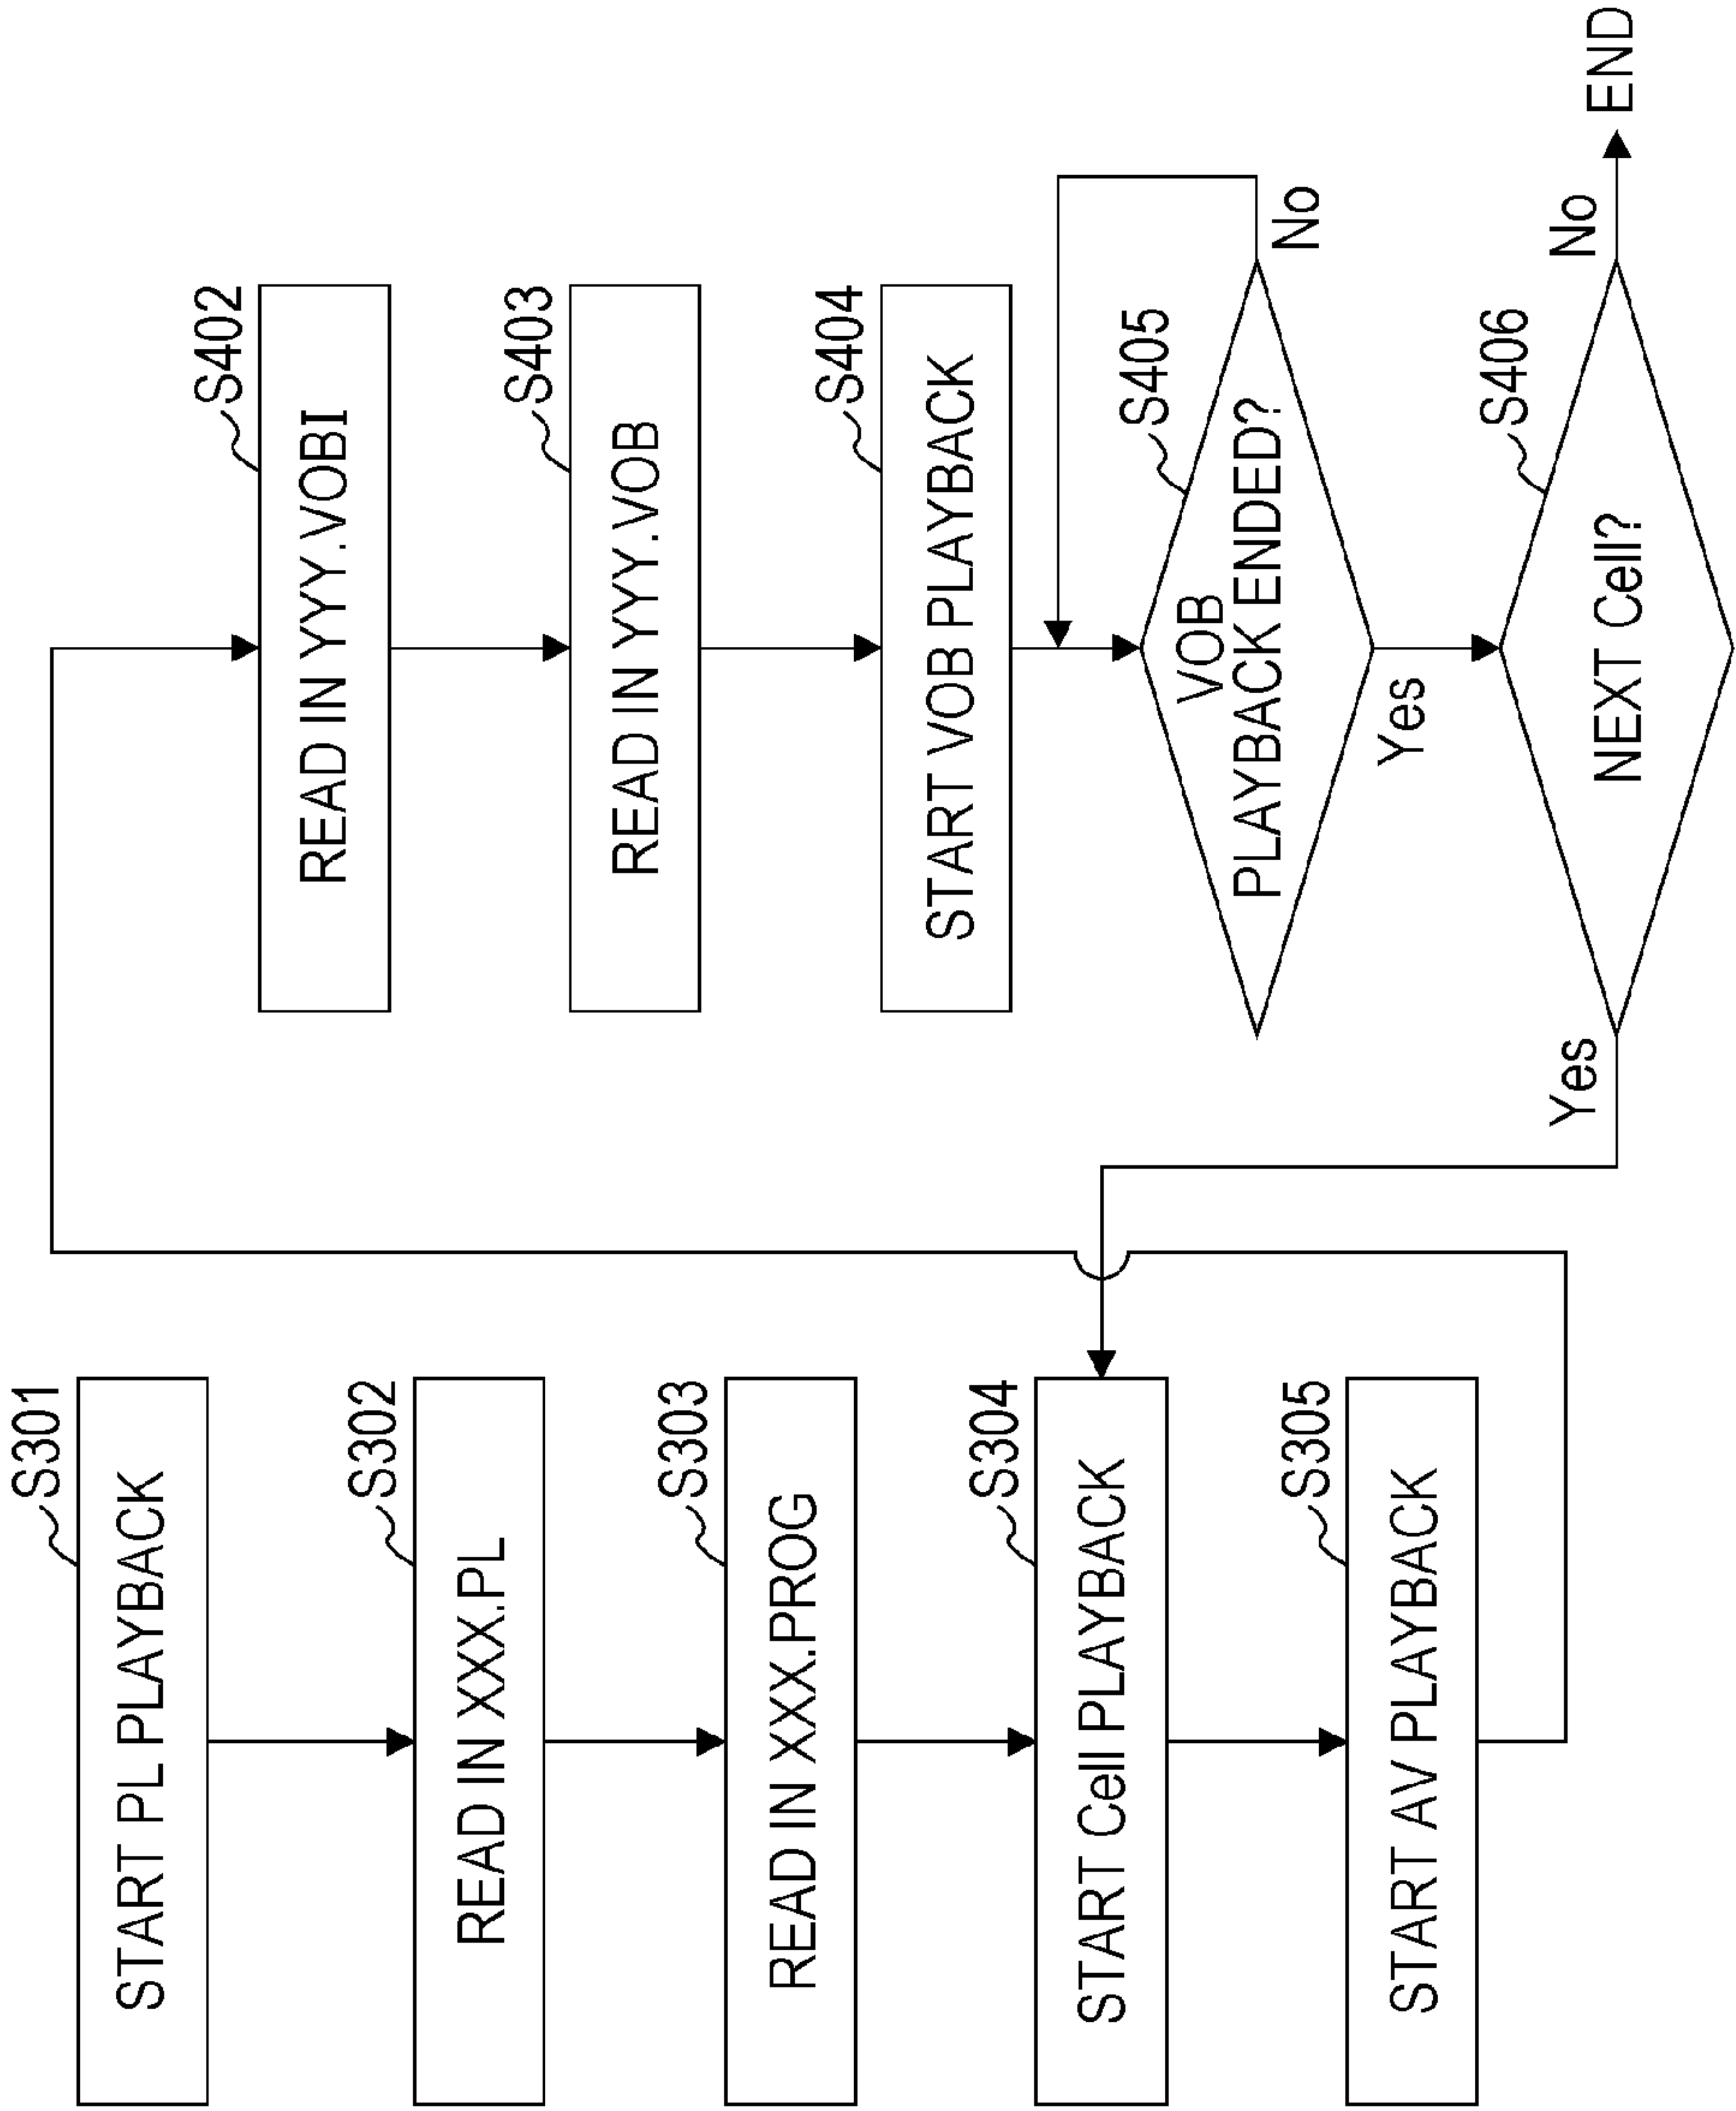 S301
START PL PLAYBACK
S302
READ IN XXX.PL
S303
READ IN XXX.PROG
S304
START Cell PLAYBACK
S305
START AV PLAYBACK
S402
READ IN YYY.VOBI
S403
READ IN YYY.VOB
S404
START VOB PLAYBACK
S405
VOB
PLAYBACK ENDED?
No
Yes
S406
NEXT Cell?
Yes
No
END